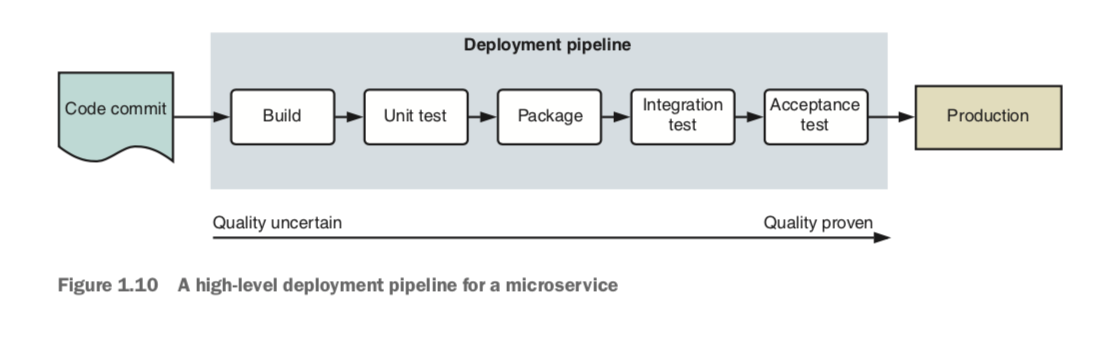 Deployment pipeline
Code commit
Build
Unit test
Package
Integration
test
Acceptance
test
Production
Quality uncertain
Quality proven
Figure 1.10 A high-level deployment pipeline for a microservice